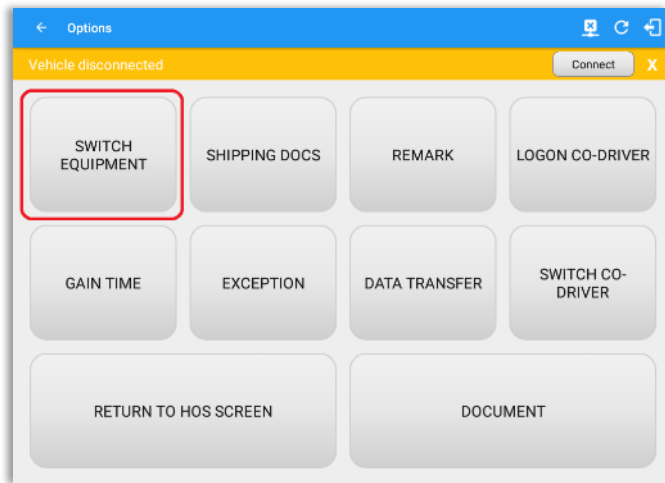 Options
Vehicle disconnected
Connect
X
SWITCH
EQUIPMENT
SHIPPING DOCS
REMARK
LOGON CO-DRIVER
GAIN TIME
EXCEPTION
DATA TRANSFER
SWITCH CO-
DRIVER
RETURN TO HOS SCREEN
DOCUMENT